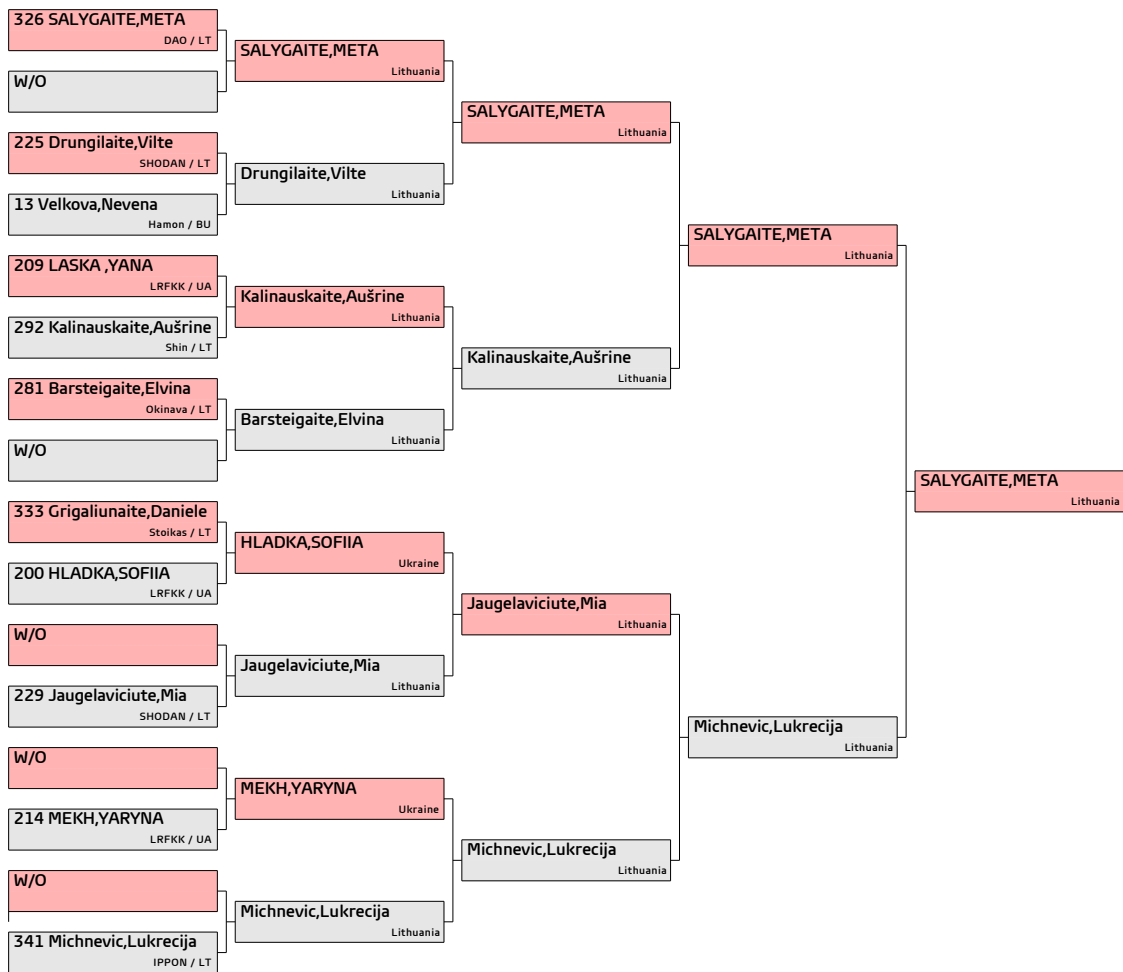 326 SALYGAITE,META
DAO / LT
W/O
225 Drungilaite,Vilte
SHODAN / LT
13 Velkova,Nevena
Hamon / BU
209 LASKA ,YANA
LRFKK / UA
292 Kalinauskaite,Aušrine
Shin / LT
281 Barsteigaite,Elvina
Okinava / LT
W/O
333 Grigaliunaite,Daniele
Stoikas / LT
200 HLADKA,SOFIIA
LRFKK / UA
W/O
229 Jaugelaviciute,Mia
SHODAN / LT
W/O
214 MEKH,YARYNA
LRFKK / UA
W/O
341 Michnevic,Lukrecija
IPPON / LT
SALYGAITE,META
Lithuania
Drungilaite,Vilte
Lithuania
Kalinauskaite,Aušrine
Lithuania
Barsteigaite,Elvina
Lithuania
HLADKA,SOFIIA
Ukraine
Jaugelaviciute,Mia
Lithuania
MEKH,YARYNA
Ukraine
Michnevic,Lukrecija
Lithuania
SALYGAITE,META
Lithuania
Kalinauskaite,Aušrine
Lithuania
Jaugelaviciute,Mia
Lithuania
Michnevic,Lukrecija
Lithuania
SALYGAITE,META
Lithuania
Michnevic,Lukrecija
Lithuania
SALYGAITE,META
Lithuania